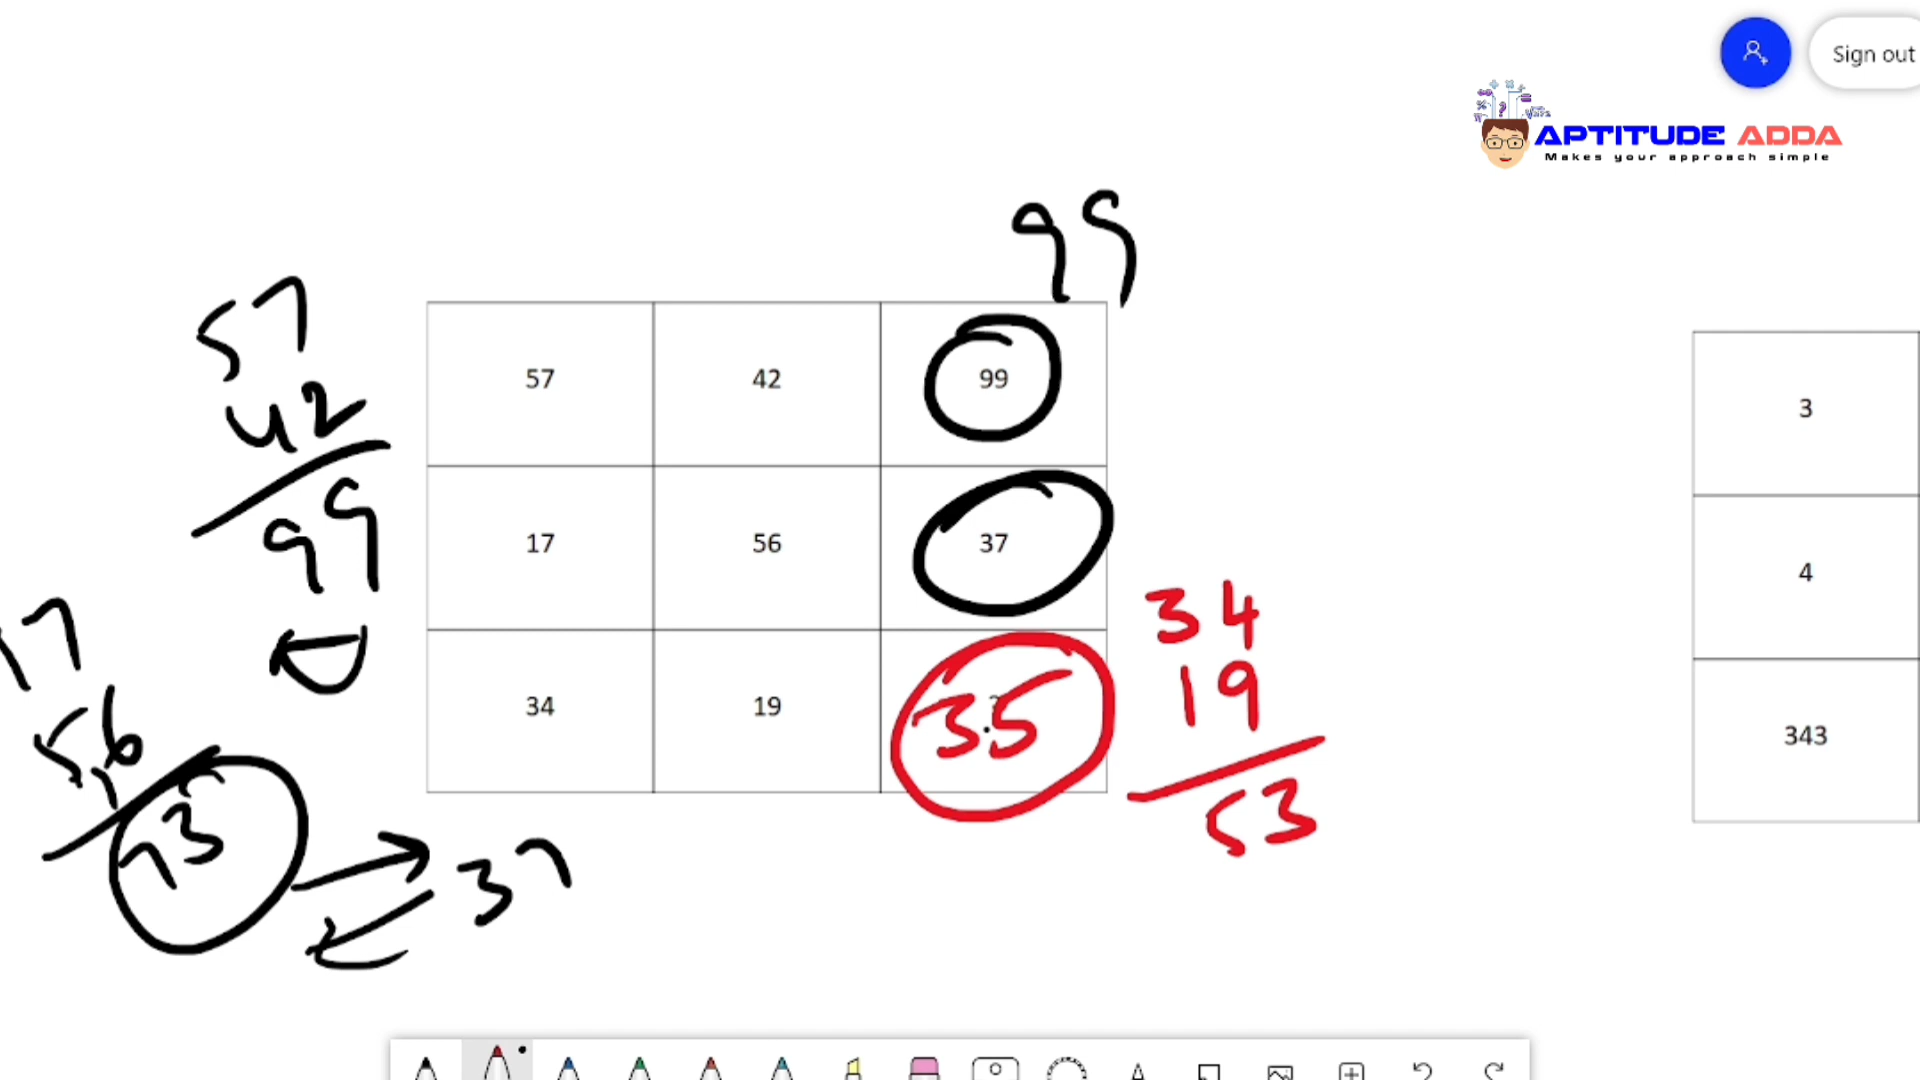 Sign out
APTITUDE ADDA
Makes your approach simple
99
57
42
99
57 42 99
17 56 37
34 19 35
17
56
73
37
34
19
53
3
4
343